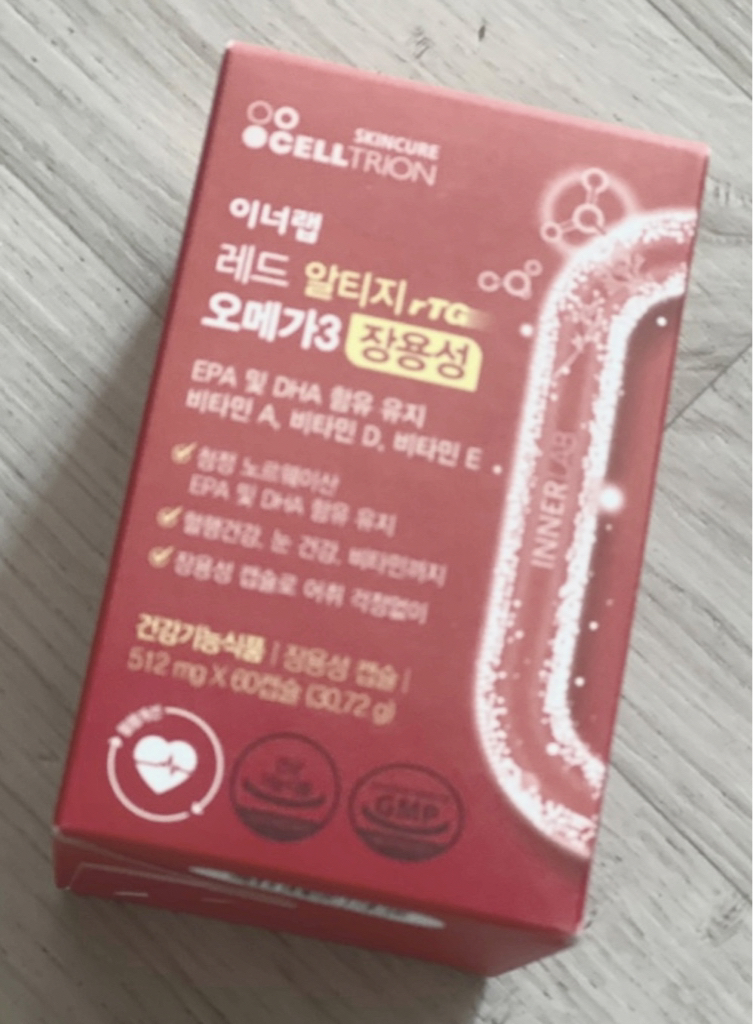 SKINCURE
CELLTRION
이너랩
레드 알티지 rTG
오메가3 장용성
EPA 및 DHA 함유 유지
비타민 A, 비타민 D, 비타민 E
청정 노르웨이산
EPA 및 DHA 함유 유지
혈행건강, 눈 건강, 비타민까지
장용성 캡슐로 어취 걱정없이
건강기능식품 | 장용성 캡슐 |
512 mg X 60캡슐 (30.72 g)
GMP
INNERLAB